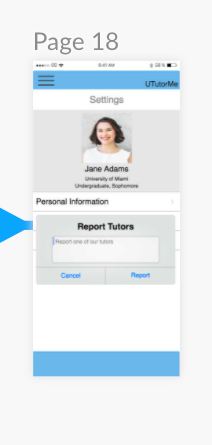 Page 18
9:41 AM
UTutorMe
Settings
Jane Adams
University of Miami
Undergraduate, Sophomore
Personal Information
Report Tutors
Report one of our tutors
Cancel
Report